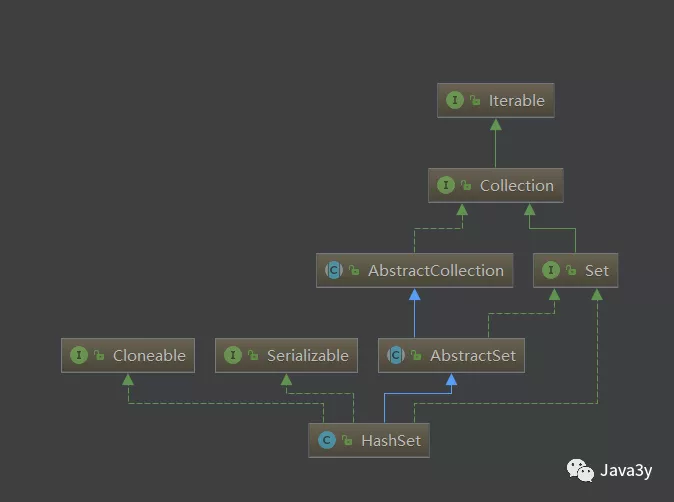 I Iterable
I Collection
C AbstractCollection
I Set
I Cloneable
I Serializable
C AbstractSet
C HashSet
Java3y